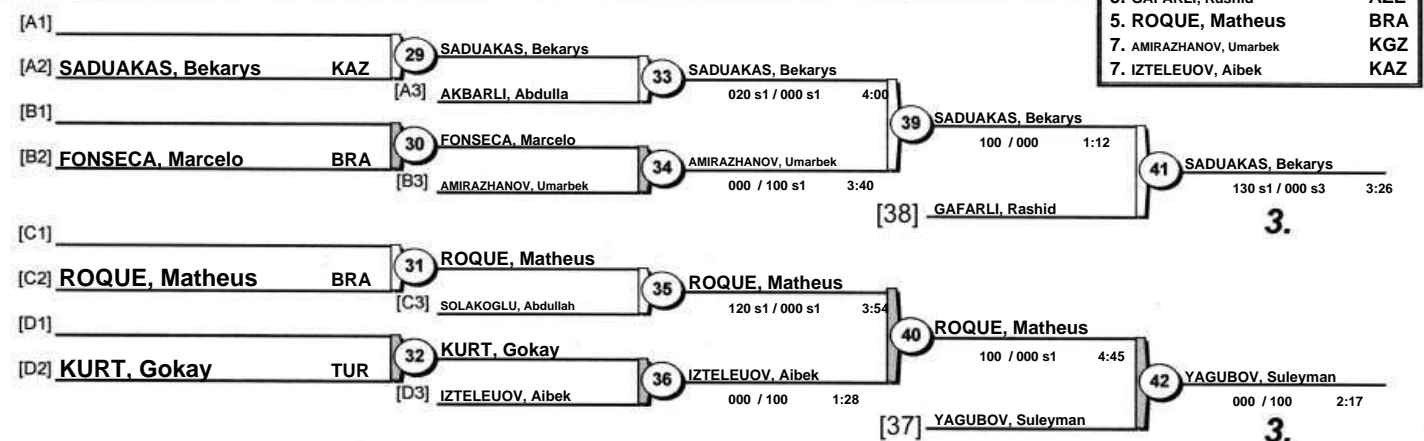 5. ROQUE, Matheus BRA
7. AMIRAZHANOV, Umarbek KGZ
7. IZTELEUOV, Aibek KAZ
[A1]
[A2] SADUAKAS, Bekarys KAZ
29
SADUAKAS, Bekarys
[A3] AKBARLI, Abdulla
33
SADUAKAS, Bekarys
020 s1 / 000 s1 4:00
[B1]
[B2] FONSECA, Marcelo BRA
30
FONSECA, Marcelo
[B3] AMIRAZHANOV, Umarbek
34
AMIRAZHANOV, Umarbek
000 / 100 s1 3:40
39
SADUAKAS, Bekarys
100 / 000 1:12
[38] GAFARLI, Rashid
41
SADUAKAS, Bekarys
130 s1 / 000 s3 3:26
3.
[C1]
[C2] ROQUE, Matheus BRA
31
ROQUE, Matheus
[C3] SOLAKOGLU, Abdullah
35
ROQUE, Matheus
120 s1 / 000 s1 3:54
[D1]
[D2] KURT, Gokay TUR
32
KURT, Gokay
[D3] IZTELEUOV, Aibek
36
IZTELEUOV, Aibek
000 / 100 1:28
40
ROQUE, Matheus
100 / 000 s1 4:45
[37] YAGUBOV, Suleyman
42
YAGUBOV, Suleyman
000 / 100 2:17
3.